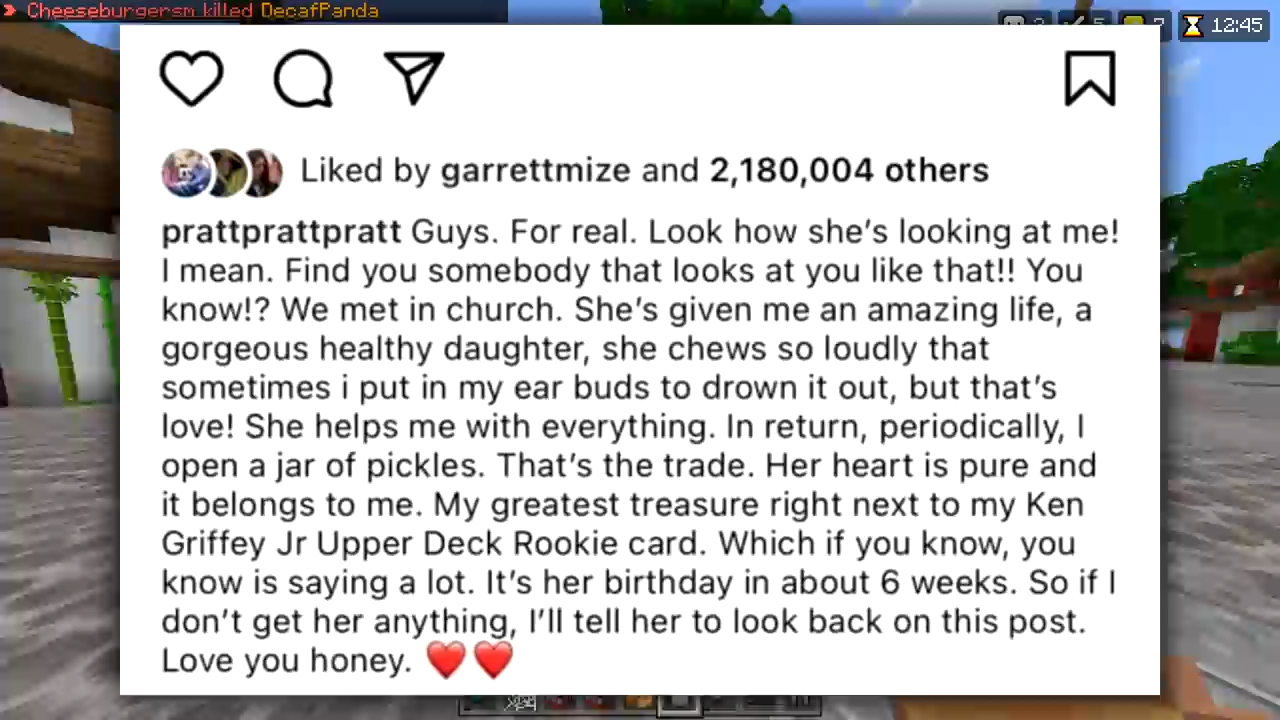 Cheeseburgersm killed DecafPanda
12:45
Liked by garrettmize and 2,180,004 others
prattprattpratt Guys. For real. Look how she’s looking at me!
I mean. Find you somebody that looks at you like that!! You
know!? We met in church. She’s given me an amazing life, a
gorgeous healthy daughter, she chews so loudly that
sometimes i put in my ear buds to drown it out, but that’s
love! She helps me with everything. In return, periodically, I
open a jar of pickles. That’s the trade. Her heart is pure and
it belongs to me. My greatest treasure right next to my Ken
Griffey Jr Upper Deck Rookie card. Which if you know, you
know is saying a lot. It’s her birthday in about 6 weeks. So if I
don’t get her anything, I’ll tell her to look back on this post.
Love you honey. ❤️❤️